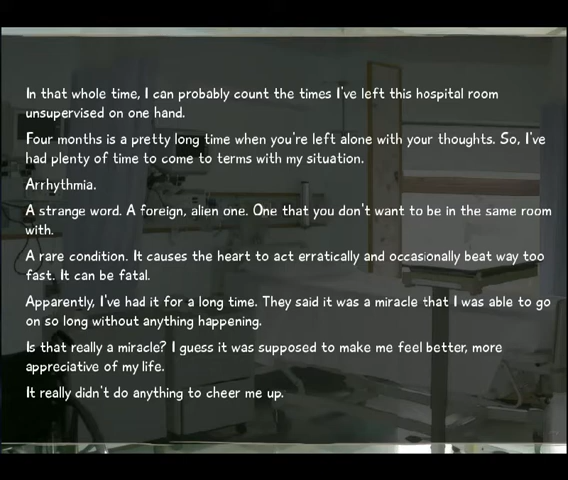 In that whole time, I can probably count the times I've left this hospital room
unsupervised on one hand.
Four months is a pretty long time when you're left alone with your thoughts. So, I've
had plenty of time to come to terms with my situation.
Arrhythmia.
A strange word. A foreign, alien one. One that you don't want to be in the same room
with.
A rare condition. It causes the heart to act erratically and occasionally beat way too
fast. It can be fatal.
Apparently, I've had it for a long time. They said it was a miracle that I was able to go
on so long without anything happening.
Is that really a miracle? I guess it was supposed to make me feel better, more
appreciative of my life.
It really didn't do anything to cheer me up.